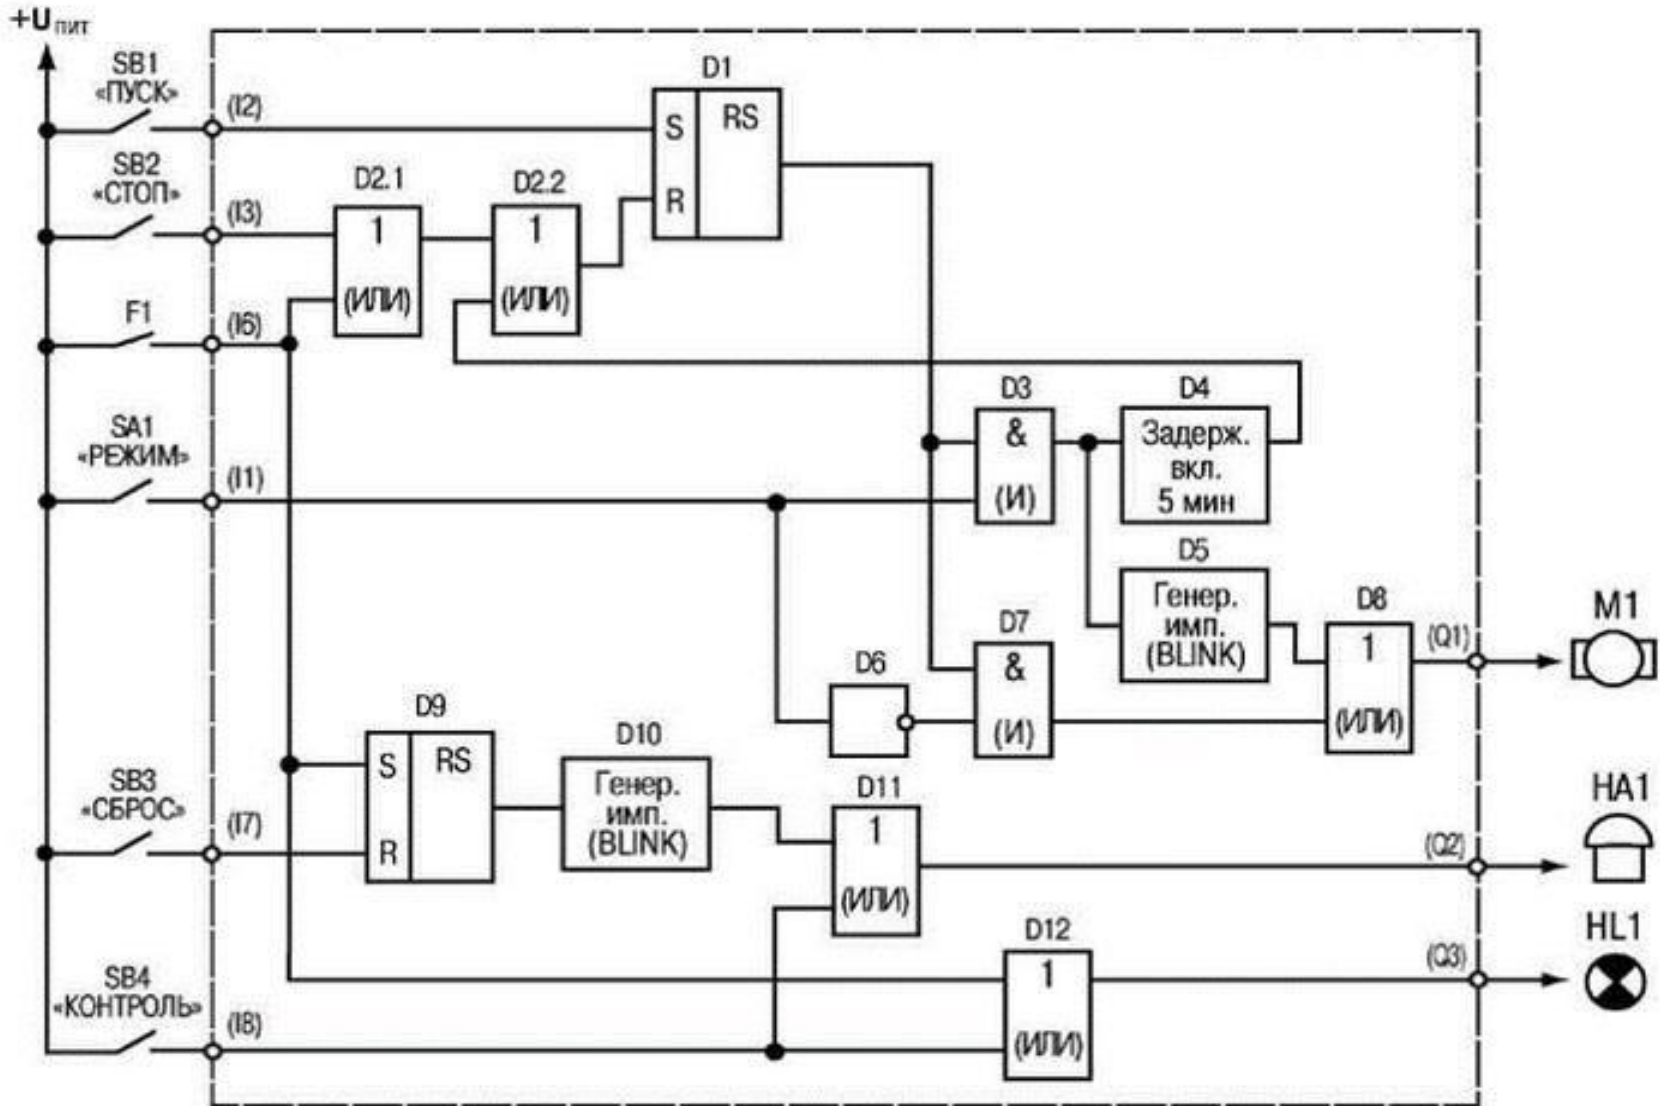 +U пит
SB1
«ПУСК»
(I2)
D1
S
RS
R
SB2
«СТОП»
(I3)
D2.1
1
(ИЛИ)
D2.2
1
(ИЛИ)
F1
(I6)
SA1
«РЕЖИМ»
(I1)
D3
&
(И)
D4
Задерж.
вкл.
5 мин
D5
Генер.
имп.
(BLINK)
D6
D7
&
(И)
D8
1
(ИЛИ)
(Q1)
M1
D9
S
RS
R
D10
Генер.
имп.
(BLINK)
SB3
«СБРОС»
(I7)
D11
1
(ИЛИ)
(Q2)
HA1
SB4
«КОНТРОЛЬ»
(I8)
D12
1
(ИЛИ)
(Q3)
HL1